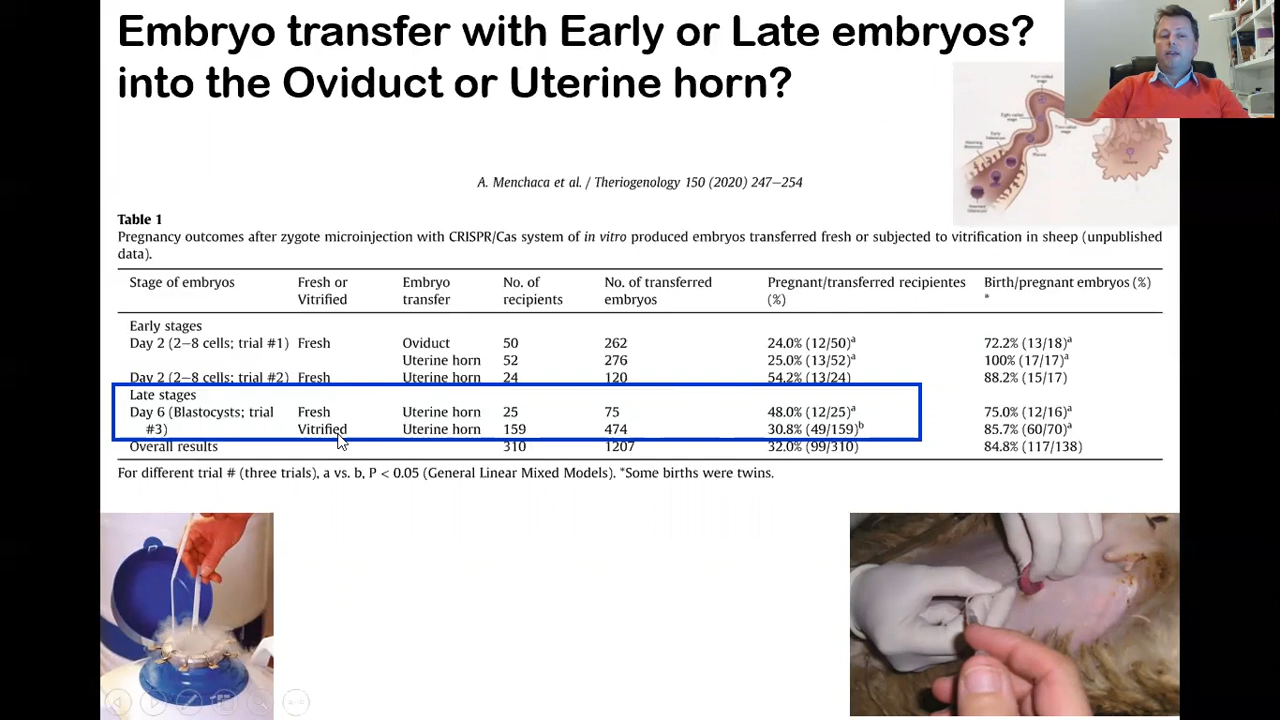 Embryo transfer with Early or Late embryos?
into the Oviduct or Uterine horn?
A. Menchaca et al. / Theriogenology 150 (2020) 247–254
Table 1
Pregnancy outcomes after zygote microinjection with CRISPR/Cas system of in vitro produced embryos transferred fresh or subjected to vitrification in sheep (unpublished
data).
Stage of embryos Fresh or Embryo No. of No. of transferred Pregnant/transferred recipientes Birth/pregnant embryos (%)
Vitrified transfer recipients embryos (%) *
Early stages
Day 2 (2–8 cells; trial #1) Fresh Oviduct 50 262 24.0% (12/50)a 72.2% (13/18)a
Uterine horn 52 276 25.0% (13/52)a 100% (17/17)a
Day 2 (2–8 cells; trial #2) Fresh Uterine horn 24 120 54.2% (13/24) 88.2% (15/17)
Late stages
Day 6 (Blastocysts; trial Fresh Uterine horn 25 75 48.0% (12/25)a 75.0% (12/16)a
#3) Vitrified Uterine horn 159 474 30.8% (49/159)b 85.7% (60/70)a
Overall results 310 1207 32.0% (99/310) 84.8% (117/138)
For different trial # (three trials), a vs. b, P < 0.05 (General Linear Mixed Models). *Some births were twins.